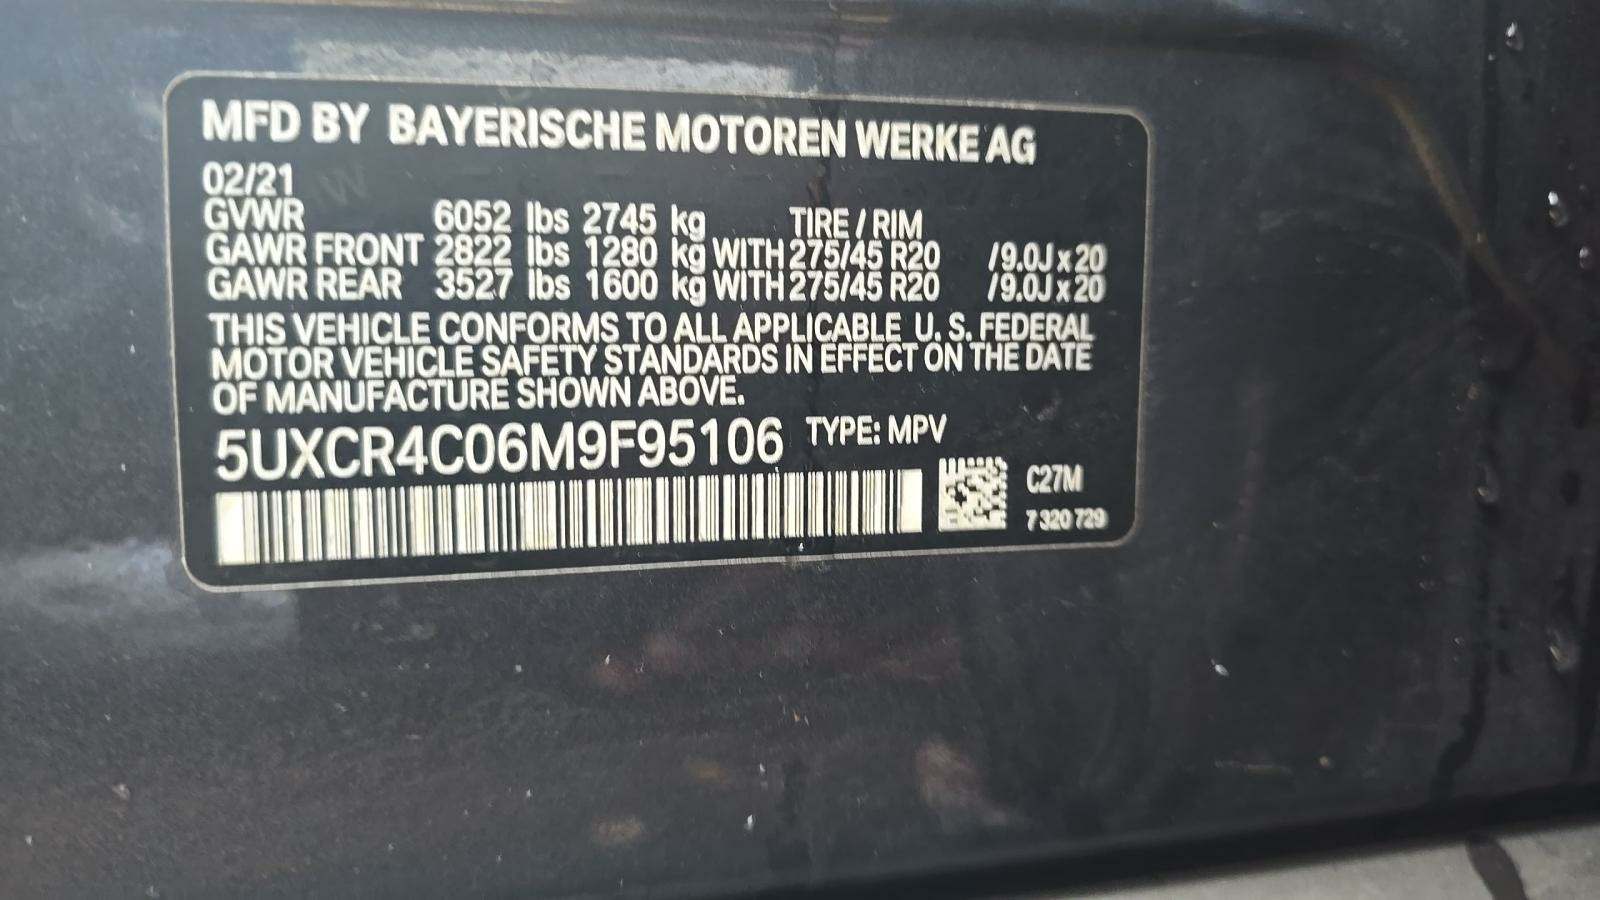 MFD BY BAYERISCHE MOTOREN WERKE AG
02/21
GVWR 6052 lbs 2745 kg TIRE / RIM
GAWR FRONT 2822 lbs 1280 kg WITH 275/45 R20 /9.0J x 20
GAWR REAR 3527 lbs 1600 kg WITH 275/45 R20 /9.0J x 20
THIS VEHICLE CONFORMS TO ALL APPLICABLE U. S. FEDERAL
MOTOR VEHICLE SAFETY STANDARDS IN EFFECT ON THE DATE
OF MANUFACTURE SHOWN ABOVE.
5UXCR4C06M9F95106 TYPE: MPV
C27M
7 320 729